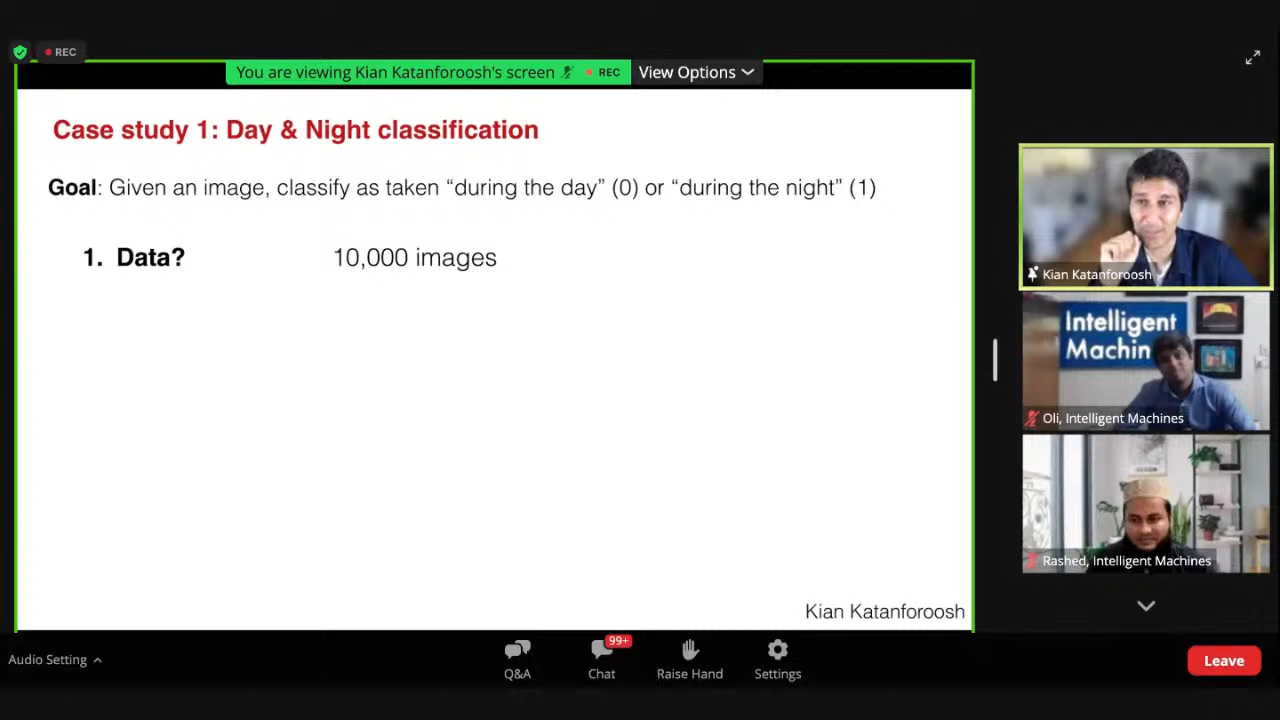 REC
You are viewing Kian Katanforoosh's screen REC View Options
Case study 1: Day & Night classification
Goal: Given an image, classify as taken “during the day” (0) or “during the night” (1)
1. Data? 10,000 images
Kian Katanforoosh
Kian Katanforoosh
Intelligent
Machin
Oli, Intelligent Machines
Rashed, Intelligent Machines
Audio Setting
Q&A
99+
Chat
Raise Hand
Settings
Leave